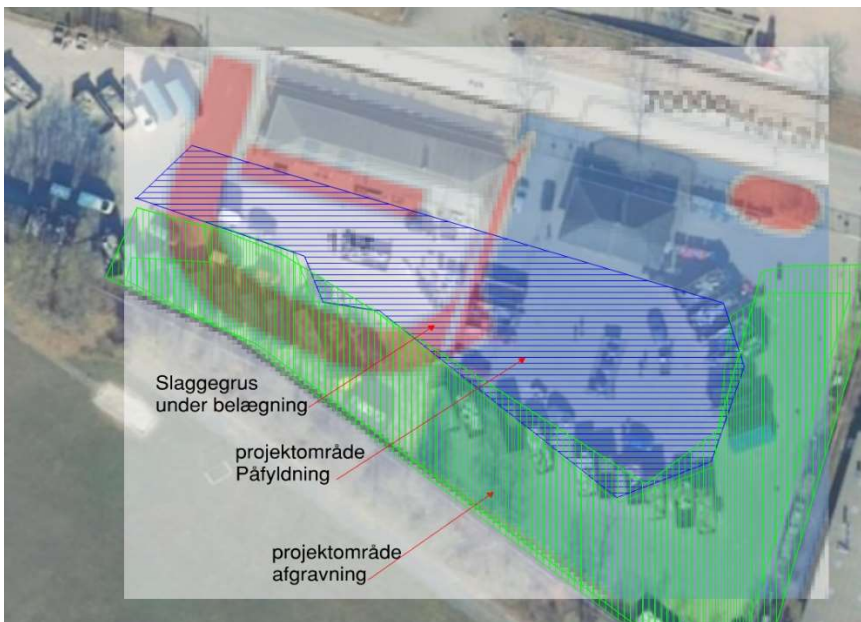 Slaggegrus
under belægning
projektområde
Påfyldning
projektområde
afgravning